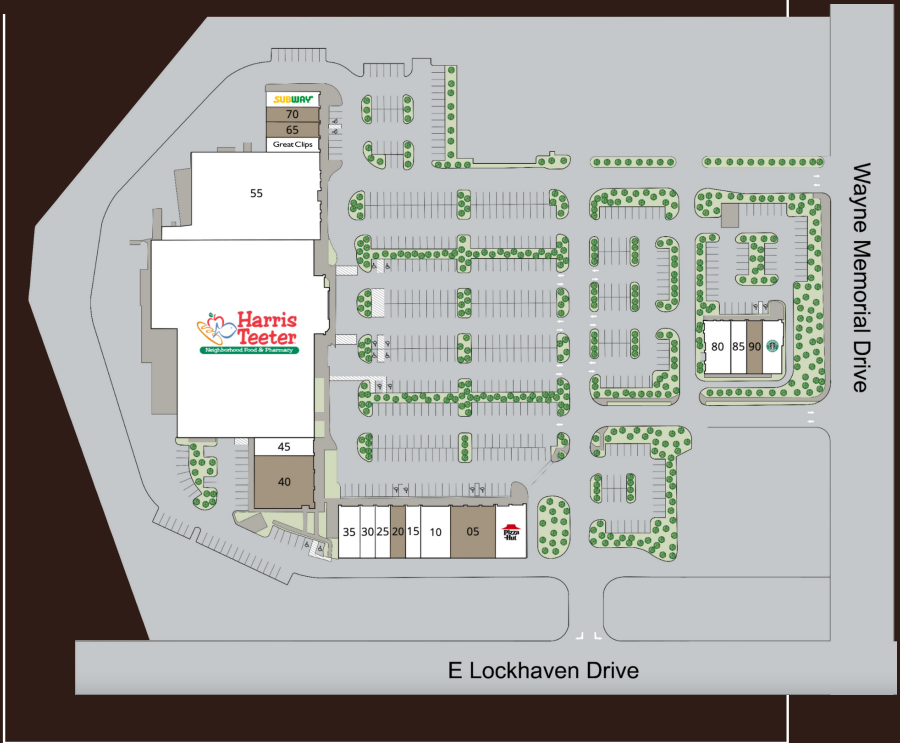 SUBWAY
70
65
Great Clips
55
Harris
Teeter
Neighborhood Food & Pharmacy
45
40
35 30 25 20 15 10 05 Pizza
Hut
80 85 90
Wayne Memorial Drive
E Lockhaven Drive